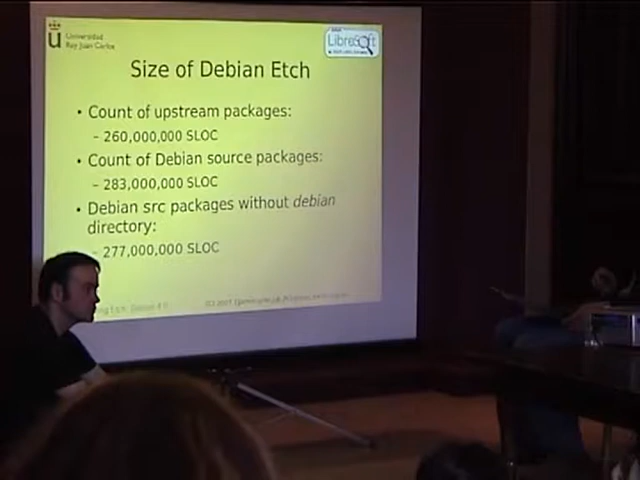 Universidad
Rey Juan Carlos
LibreSoft
Size of Debian Etch
• Count of upstream packages:
– 260,000,000 SLOC
• Count of Debian source packages:
– 283,000,000 SLOC
• Debian src packages without debian
directory:
– 277,000,000 SLOC